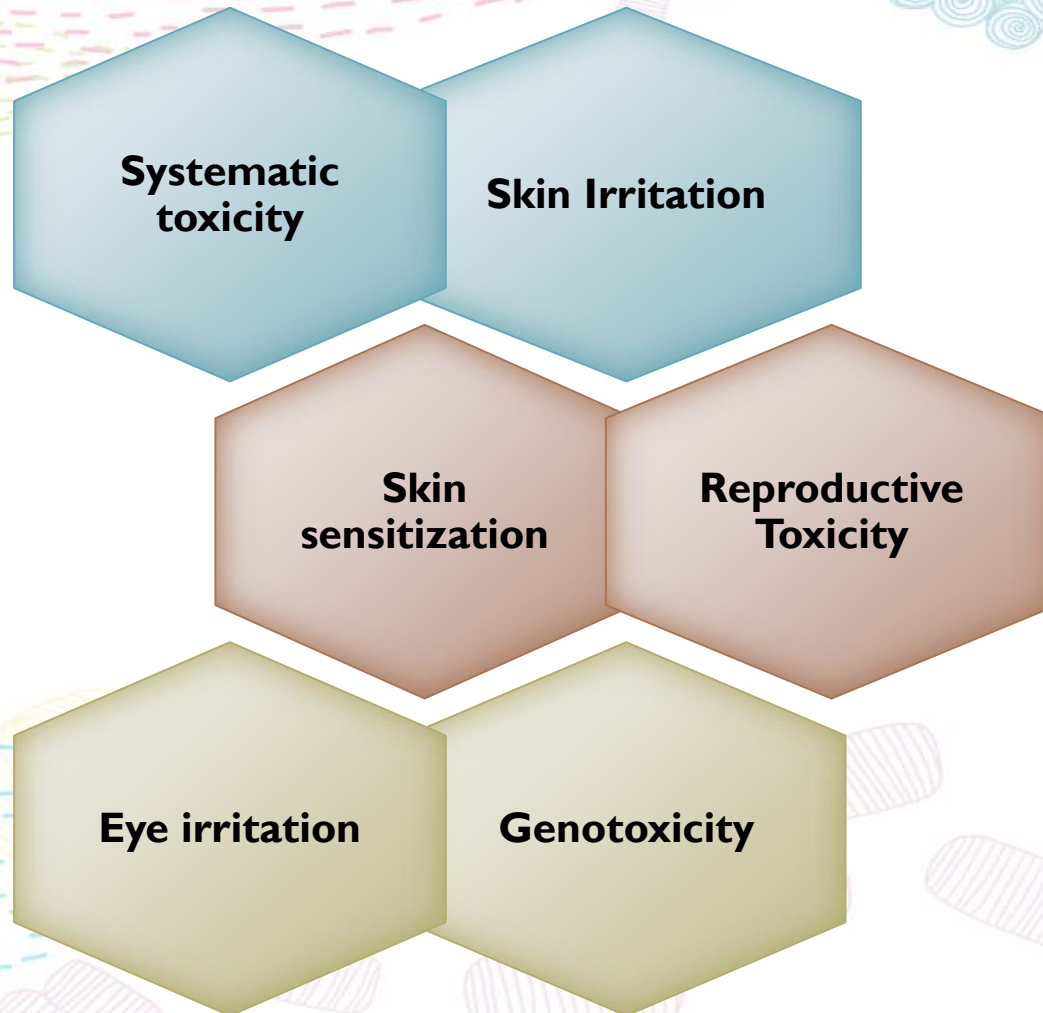 Systematic
toxicity
Skin Irritation
Skin
sensitization
Reproductive
Toxicity
Eye irritation
Genotoxicity